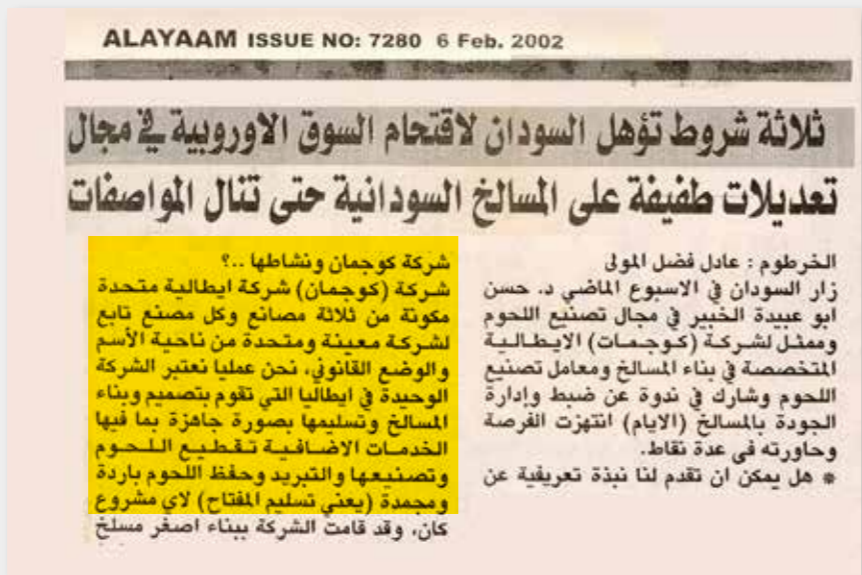 ALAYAAM ISSUE NO: 7280 6 Feb. 2002
ثلاثة شروط تؤهل السودان لاقتحام السوق الاوروبية في مجال
تعديلات طفيفة على المسالخ السودانية حتى تنال المواصفات
الخرطوم : عادل فضل المولى
زار السودان في الاسبوع الماضي د. حسن
ابو عبيدة الخبير في مجال تصنيع اللحوم
وممثل لشركة (كوجمات) الايطالية
المتخصصة في بناء المسالخ ومعامل تصنيع
اللحوم وشارك في ندوة عن ضبط وإدارة
الجودة بالمسالخ (الايام) انتهزت الفرصة
وحاورته فى عدة نقاط.
* هل يمكن ان تقدم لنا نبذة تعريفية عن
شركة كوجمان ونشاطها ..؟
شركة (كوجمان) شركة ايطالية متحدة
مكونة من ثلاثة مصانع وكل مصنع تابع
لشركة معينة ومتحدة من ناحية الأسم
والوضع القانوني، نحن عمليا نعتبر الشركة
الوحيدة في ايطاليا التي تقوم بتصميم وبناء
المسالخ وتسليمها بصورة جاهزة بما فيها
الخدمات الاضافية تقطيع اللحوم
وتصنيعها والتبريد وحفظ اللحوم باردة
ومجمدة (يعني تسليم المفتاح) لاي مشروع
كان، وقد قامت الشركة ببناء اصغر مسلخ